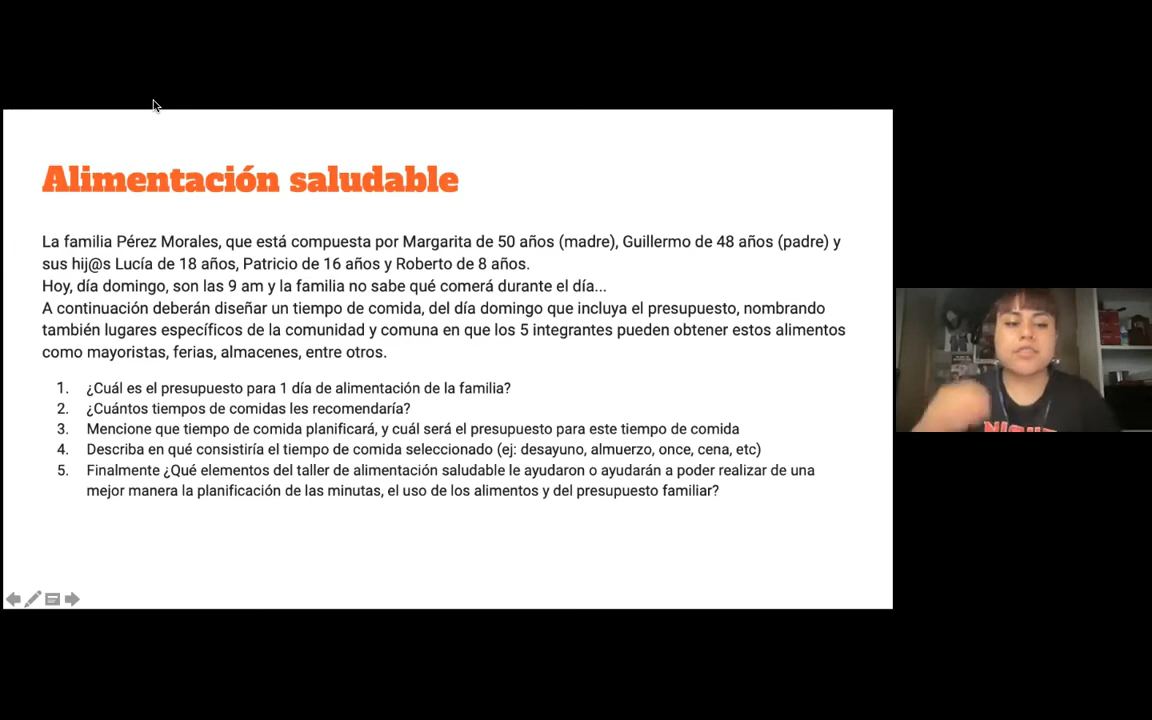 Alimentación saludable
La familia Pérez Morales, que está compuesta por Margarita de 50 años (madre), Guillermo de 48 años (padre) y
sus hij@s Lucía de 18 años, Patricio de 16 años y Roberto de 8 años.
Hoy, día domingo, son las 9 am y la familia no sabe qué comerá durante el día...
A continuación deberán diseñar un tiempo de comida, del día domingo que incluya el presupuesto, nombrando
también lugares específicos de la comunidad y comuna en que los 5 integrantes pueden obtener estos alimentos
como mayoristas, ferias, almacenes, entre otros.
1. ¿Cuál es el presupuesto para 1 día de alimentación de la familia?
2. ¿Cuántos tiempos de comidas les recomendaría?
3. Mencione que tiempo de comida planificará, y cuál será el presupuesto para este tiempo de comida
4. Describa en qué consistiría el tiempo de comida seleccionado (ej: desayuno, almuerzo, once, cena, etc)
5. Finalmente ¿Qué elementos del taller de alimentación saludable le ayudaron o ayudarán a poder realizar de una
mejor manera la planificación de las minutas, el uso de los alimentos y del presupuesto familiar?